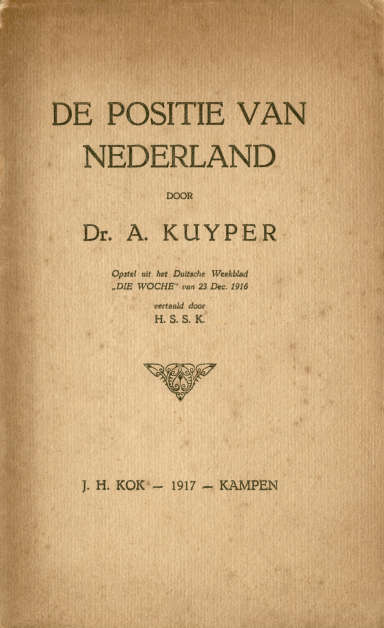 DE POSITIE VAN
NEDERLAND
DOOR
Dr. A. KUYPER
Opstel uit het Duitsche Weekblad
„DIE WOCHE" van 23 Dec. 1916
vertaald door
H. S. S. K.
J. H. KOK — 1917 — KAMPEN